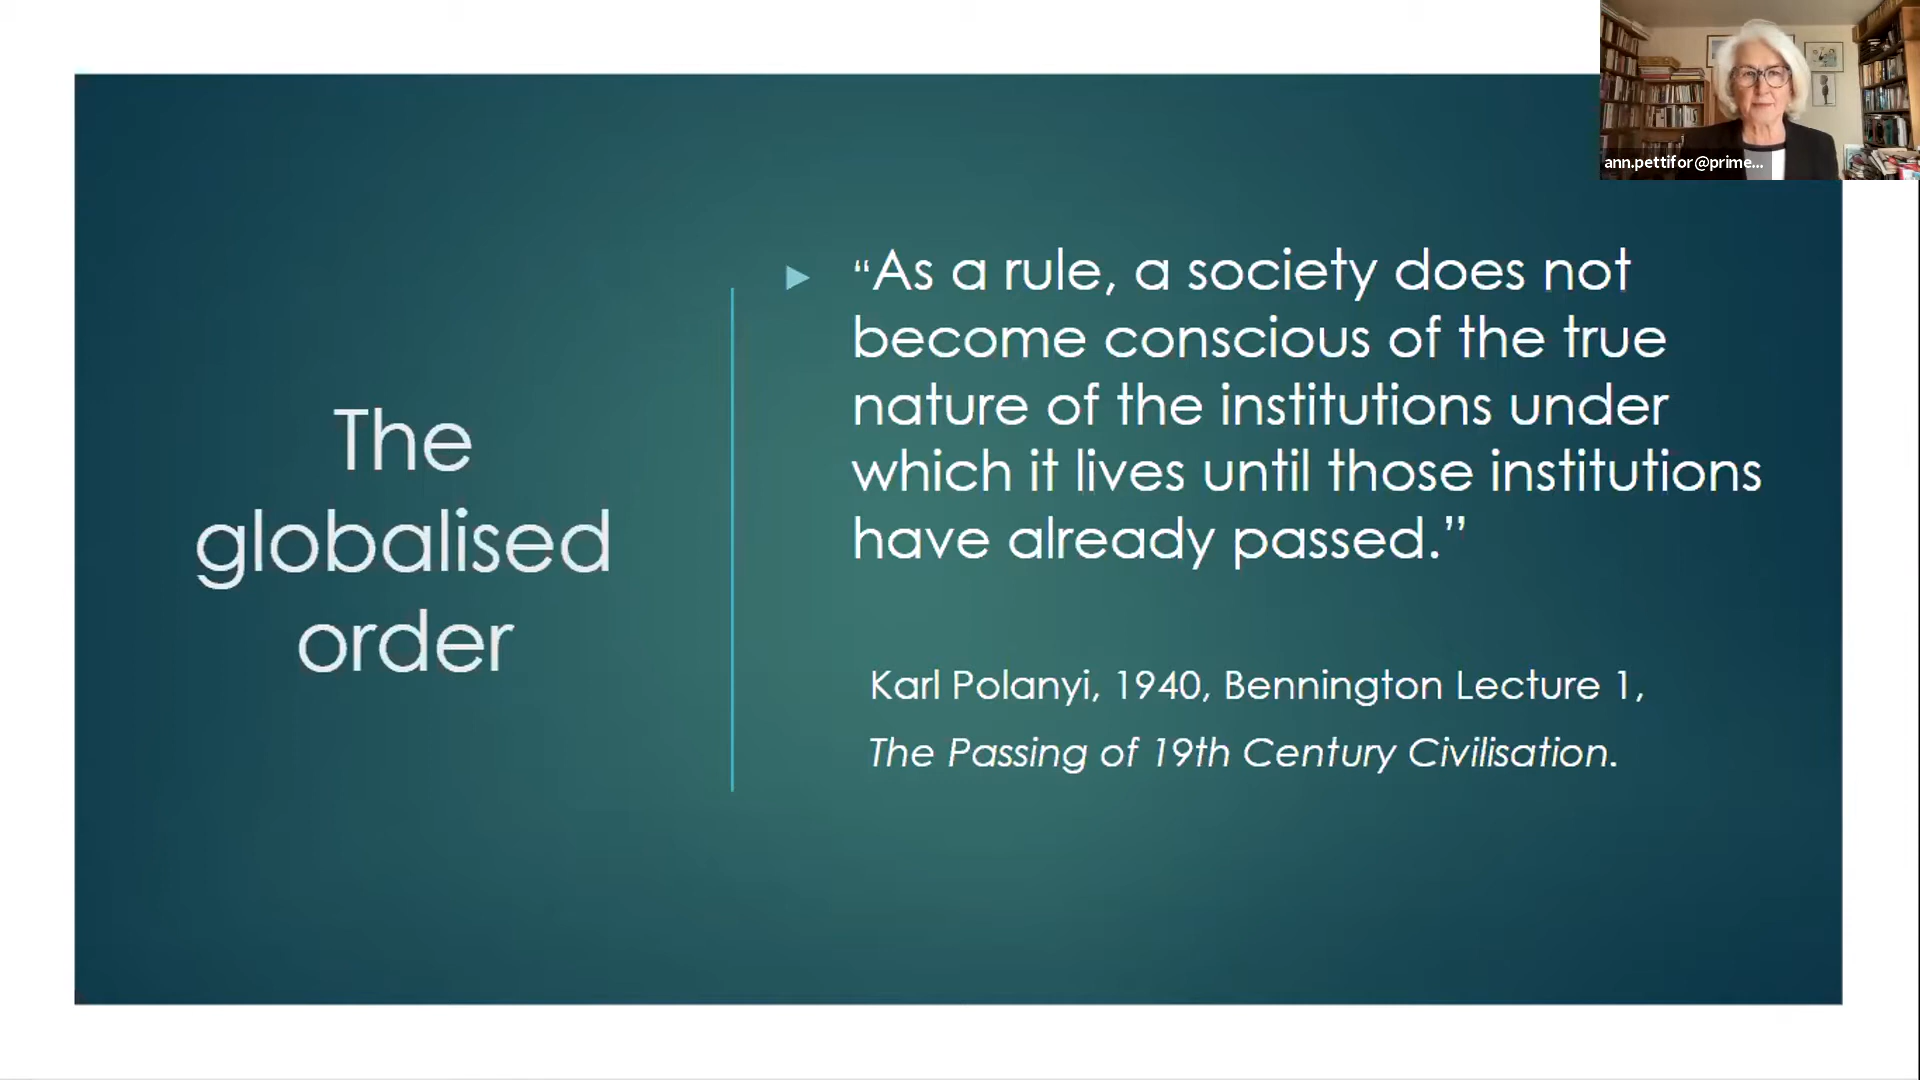 ann.pettifor@prime...
The
globalised
order
“As a rule, a society does not
become conscious of the true
nature of the institutions under
which it lives until those institutions
have already passed.”
Karl Polanyi, 1940, Bennington Lecture 1,
The Passing of 19th Century Civilisation.